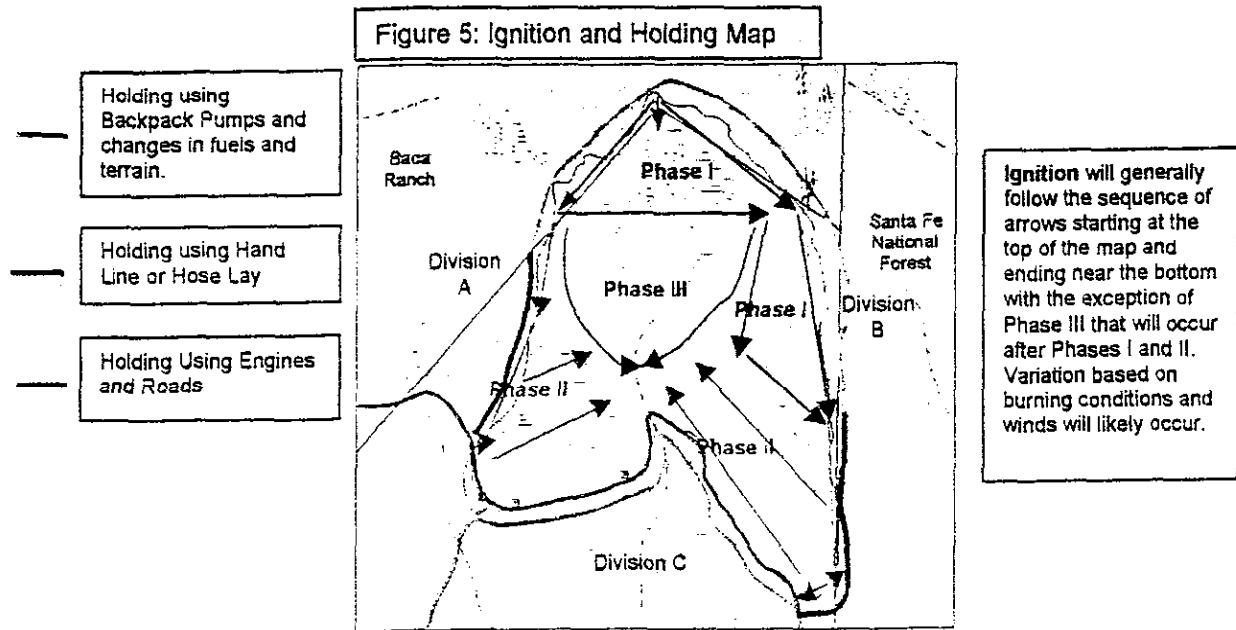 Figure 5: Ignition and Holding Map
Holding using
Backpack Pumps and
changes in fuels and
terrain.
Holding using Hand
Line or Hose Lay
Holding Using Engines
and Roads
Baca
Ranch
Phase I
Santa Fe
National
Forest
Division
A
Phase III
Phase I
Division
B
Phase II
Phase II
Division C
Ignition will generally
follow the sequence of
arrows starting at the
top of the map and
ending near the bottom
with the exception of
Phase III that will occur
after Phases I and II.
Variation based on
burning conditions and
winds will likely occur.